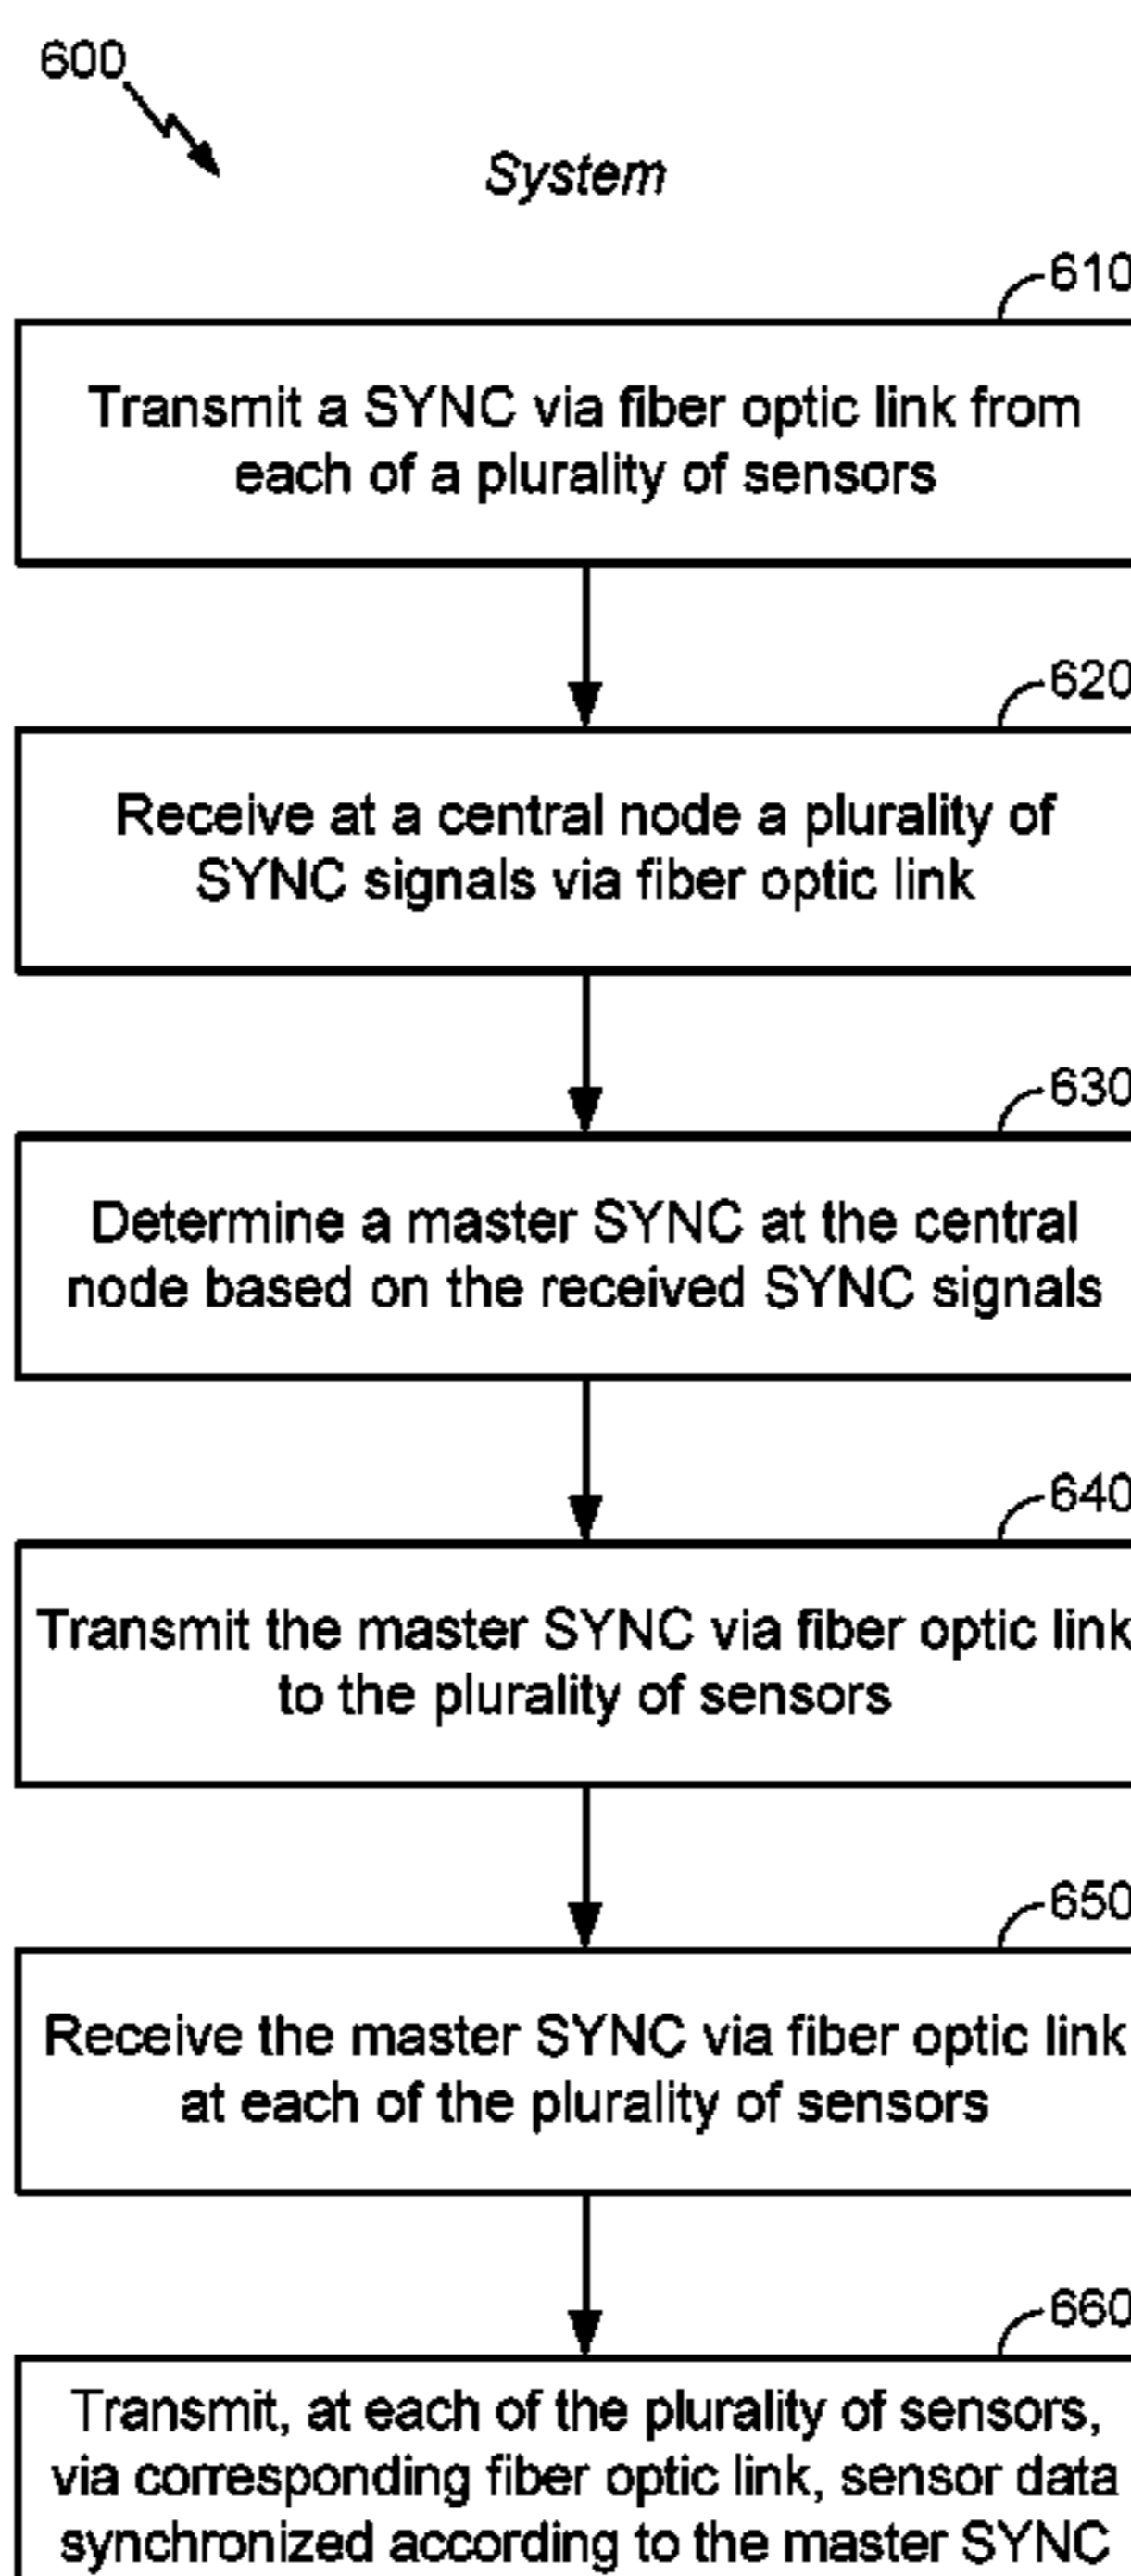 600
System
610
Transmit a SYNC via fiber optic link from
each of a plurality of sensors
620
Receive at a central node a plurality of
SYNC signals via fiber optic link
630
Determine a master SYNC at the central
node based on the received SYNC signals
640
Transmit the master SYNC via fiber optic link
to the plurality of sensors
650
Receive the master SYNC via fiber optic link
at each of the plurality of sensors
660
Transmit, at each of the plurality of sensors,
via corresponding fiber optic link, sensor data
synchronized according to the master SYNC